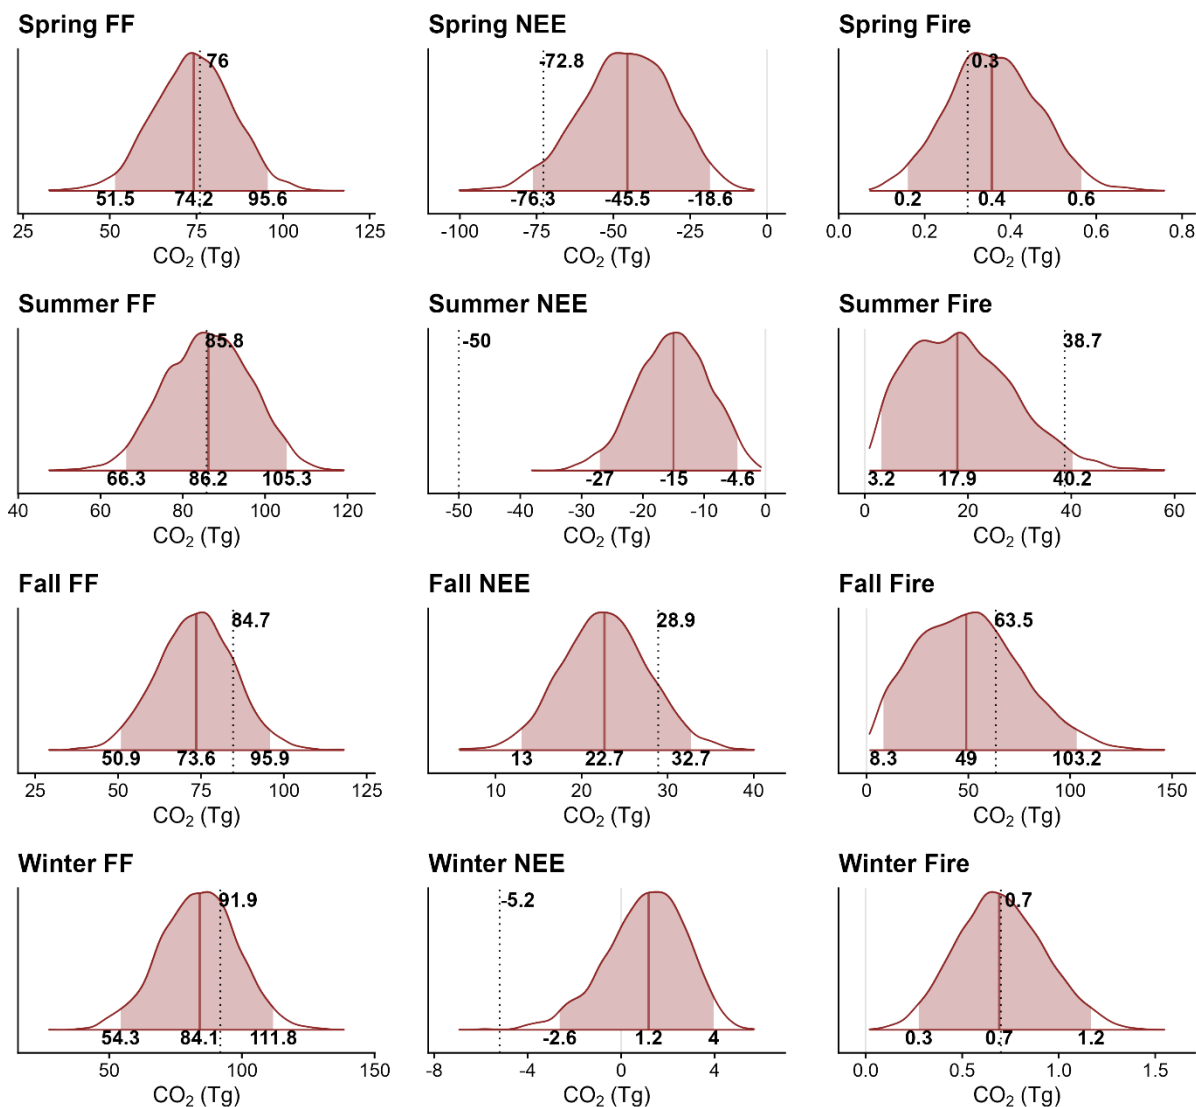 Spring FF
76
51.5 74.2 95.6
25 50 75 100 125
CO₂ (Tg)
Spring NEE
-72.8
-76.3 -45.5 -18.6
-100 -75 -50 -25 0
CO₂ (Tg)
Spring Fire
0.3
0.2 0.4 0.6
0.0 0.2 0.4 0.6 0.8
CO₂ (Tg)
Summer FF
85.8
66.3 86.2 105.3
40 60 80 100 120
CO₂ (Tg)
Summer NEE
-50
-27 -15 -4.6
-50 -40 -30 -20 -10 0
CO₂ (Tg)
Summer Fire
38.7
3.2 17.9 40.2
0 20 40 60
CO₂ (Tg)
Fall FF
84.7
50.9 73.6 95.9
25 50 75 100 125
CO₂ (Tg)
Fall NEE
28.9
13 22.7 32.7
10 20 30 40
CO₂ (Tg)
Fall Fire
63.5
8.3 49 103.2
0 50 100 150
CO₂ (Tg)
Winter FF
91.9
54.3 84.1 111.8
50 100 150
CO₂ (Tg)
Winter NEE
-5.2
-2.6 1.2 4
-8 -4 0 4
CO₂ (Tg)
Winter Fire
0.7
0.3 0.7 1.2
0.0 0.5 1.0 1.5
CO₂ (Tg)